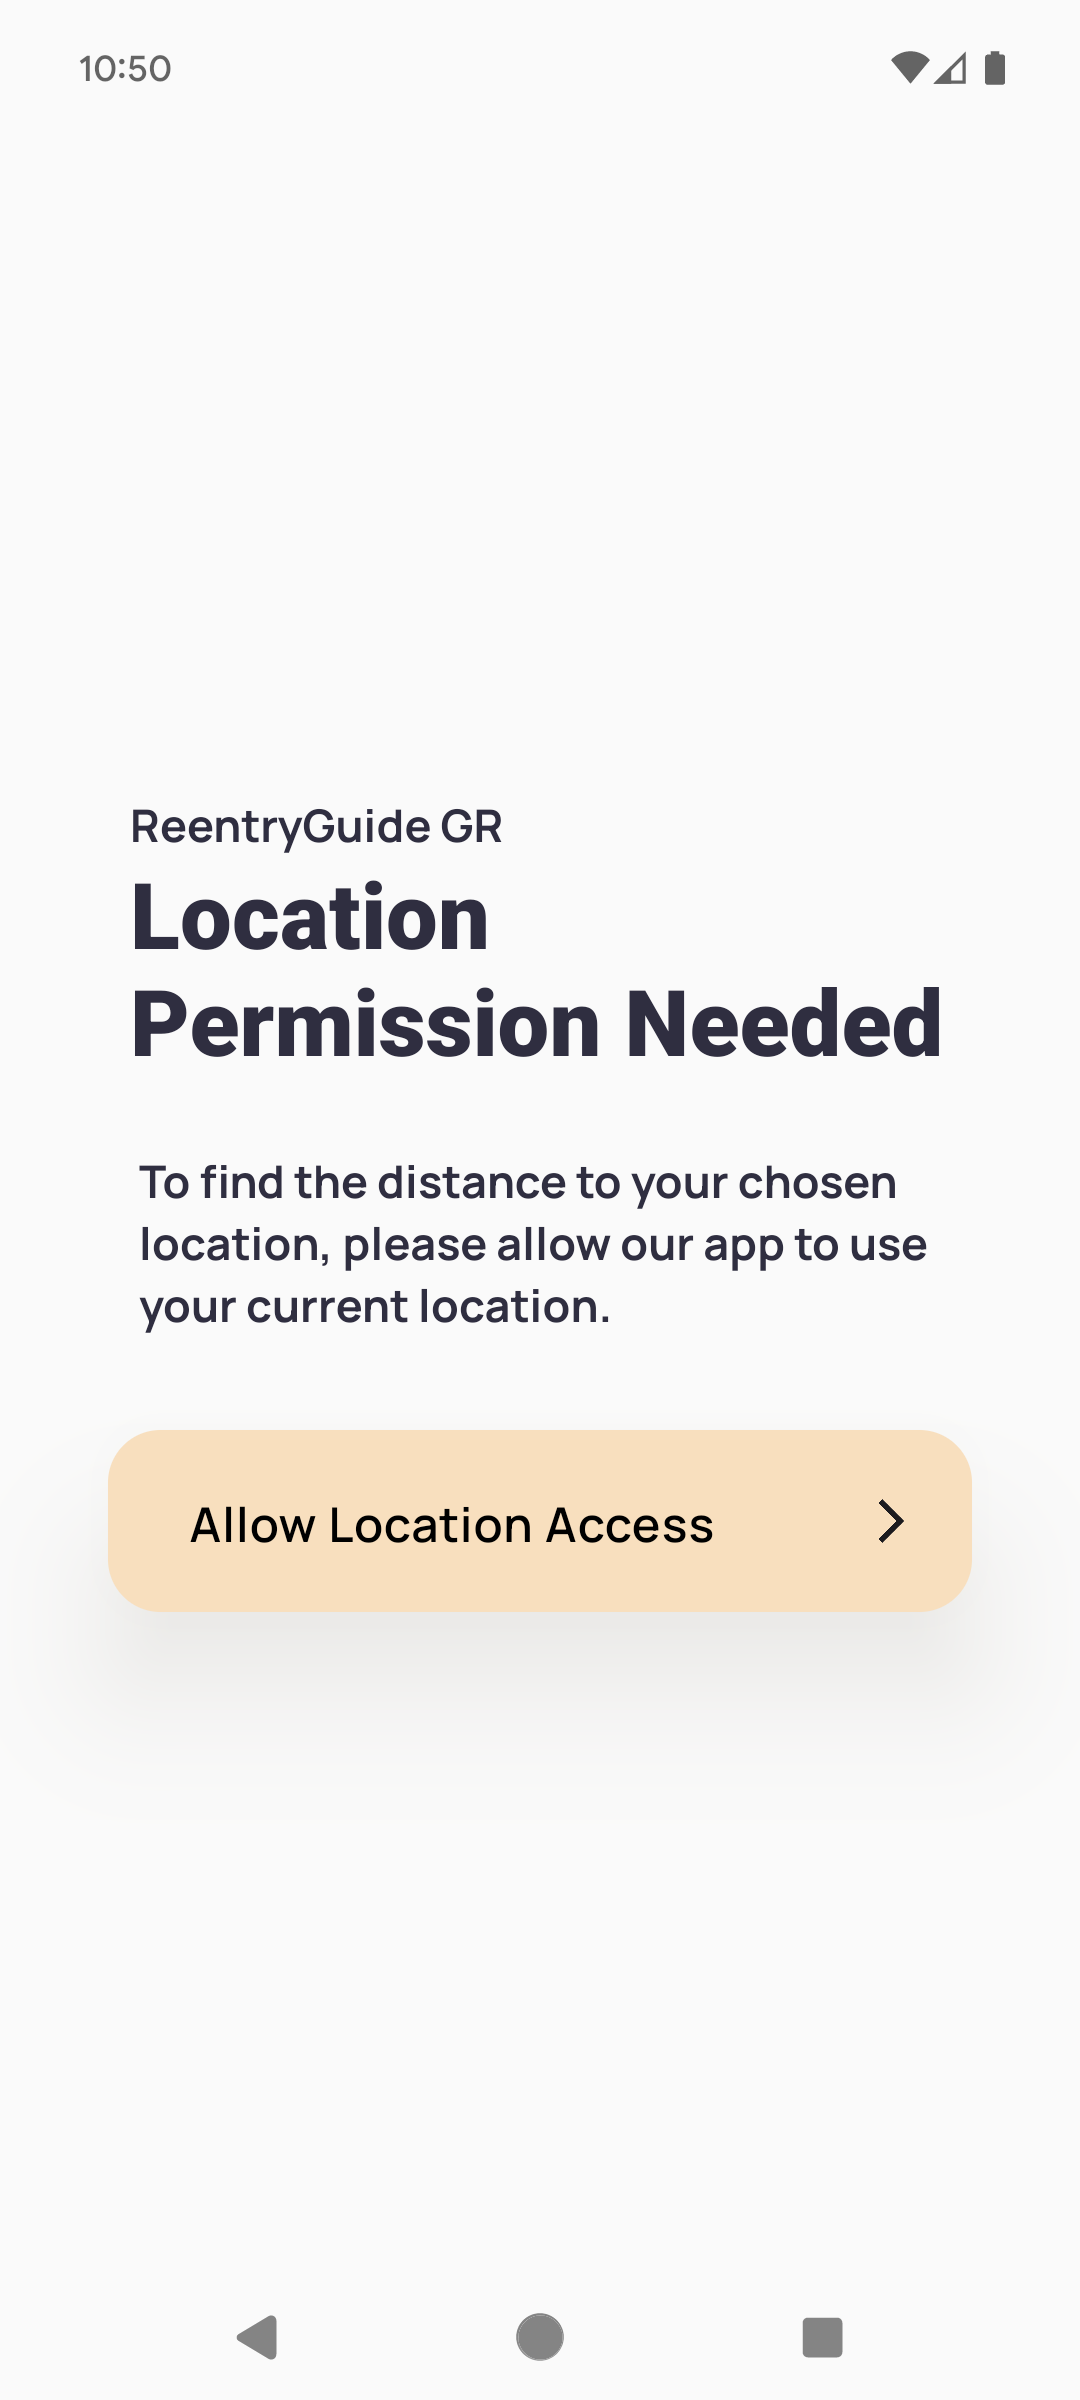 10:50
ReentryGuide GR
Location
Permission Needed
To find the distance to your chosen
location, please allow our app to use
your current location.
Allow Location Access